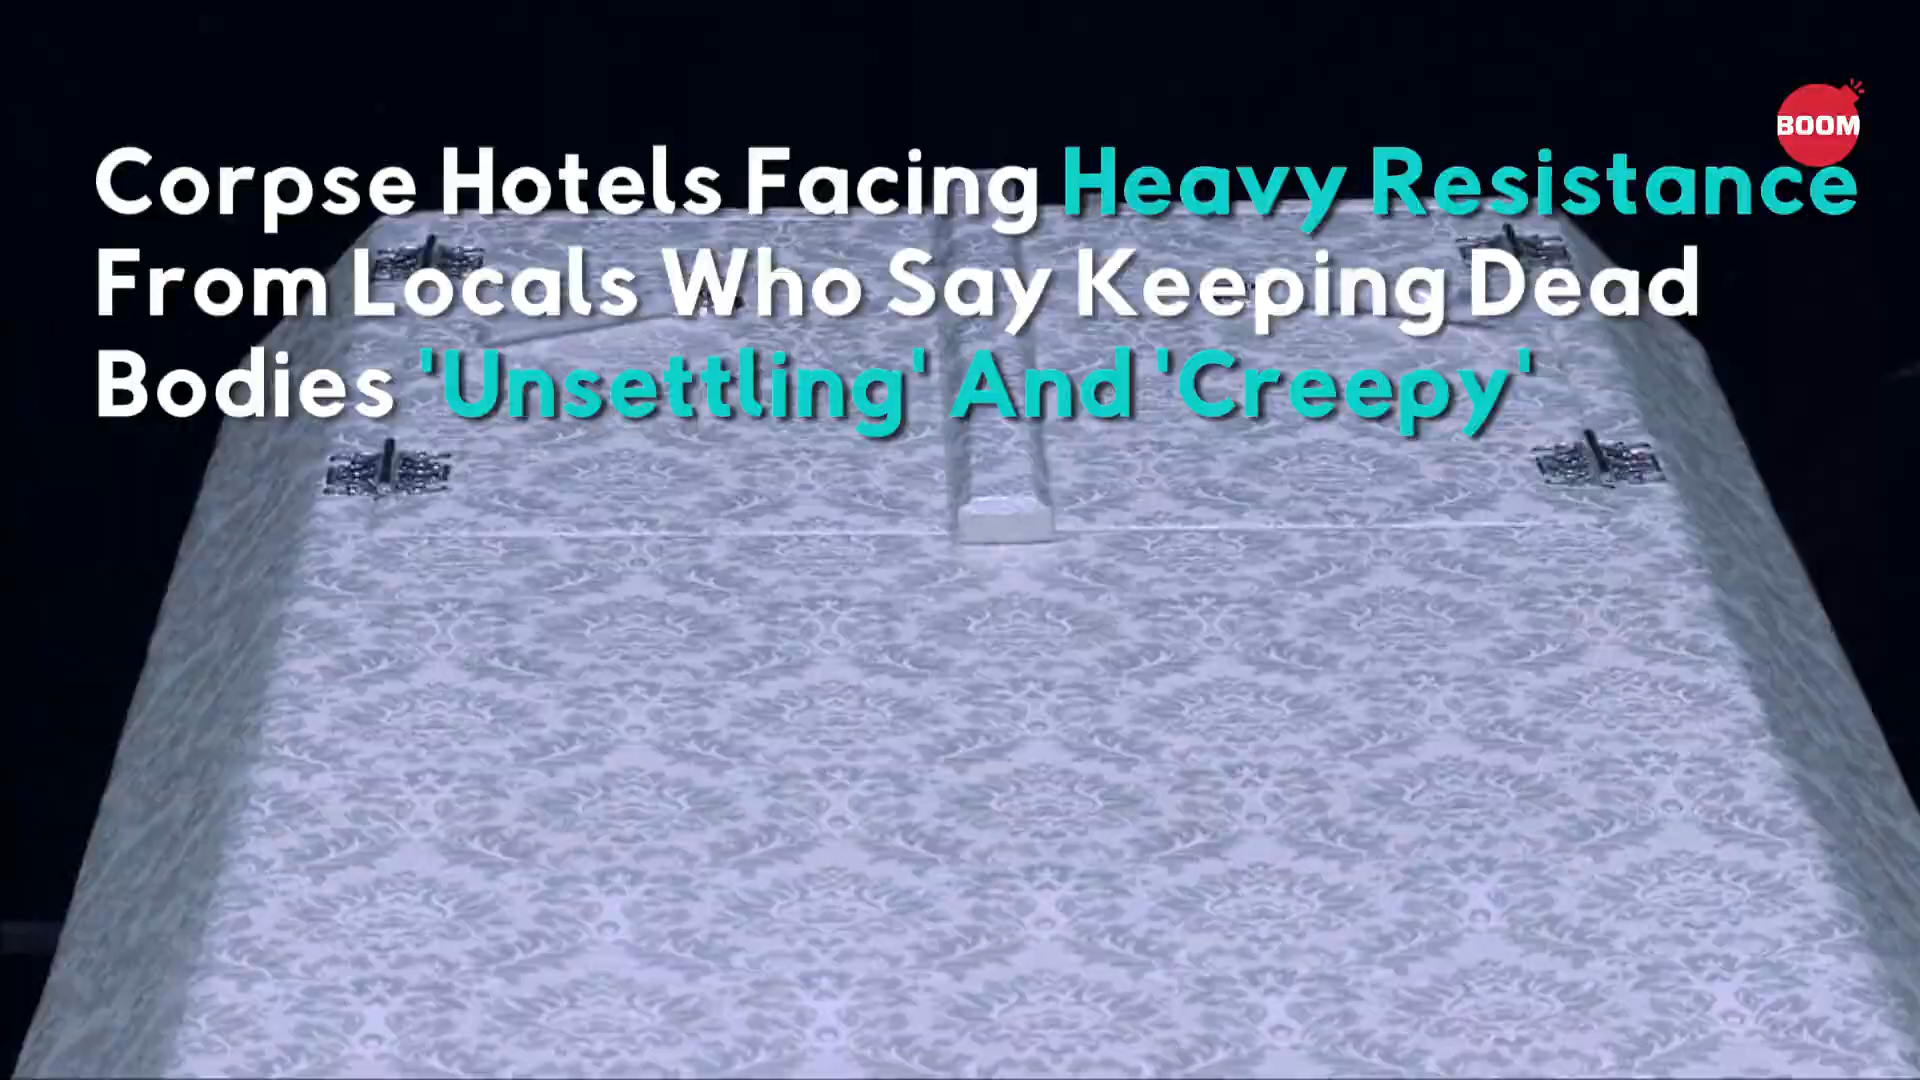 BOOM
Corpse Hotels Facing Heavy Resistance
From Locals Who Say Keeping Dead
Bodies 'Unsettling' And 'Creepy'